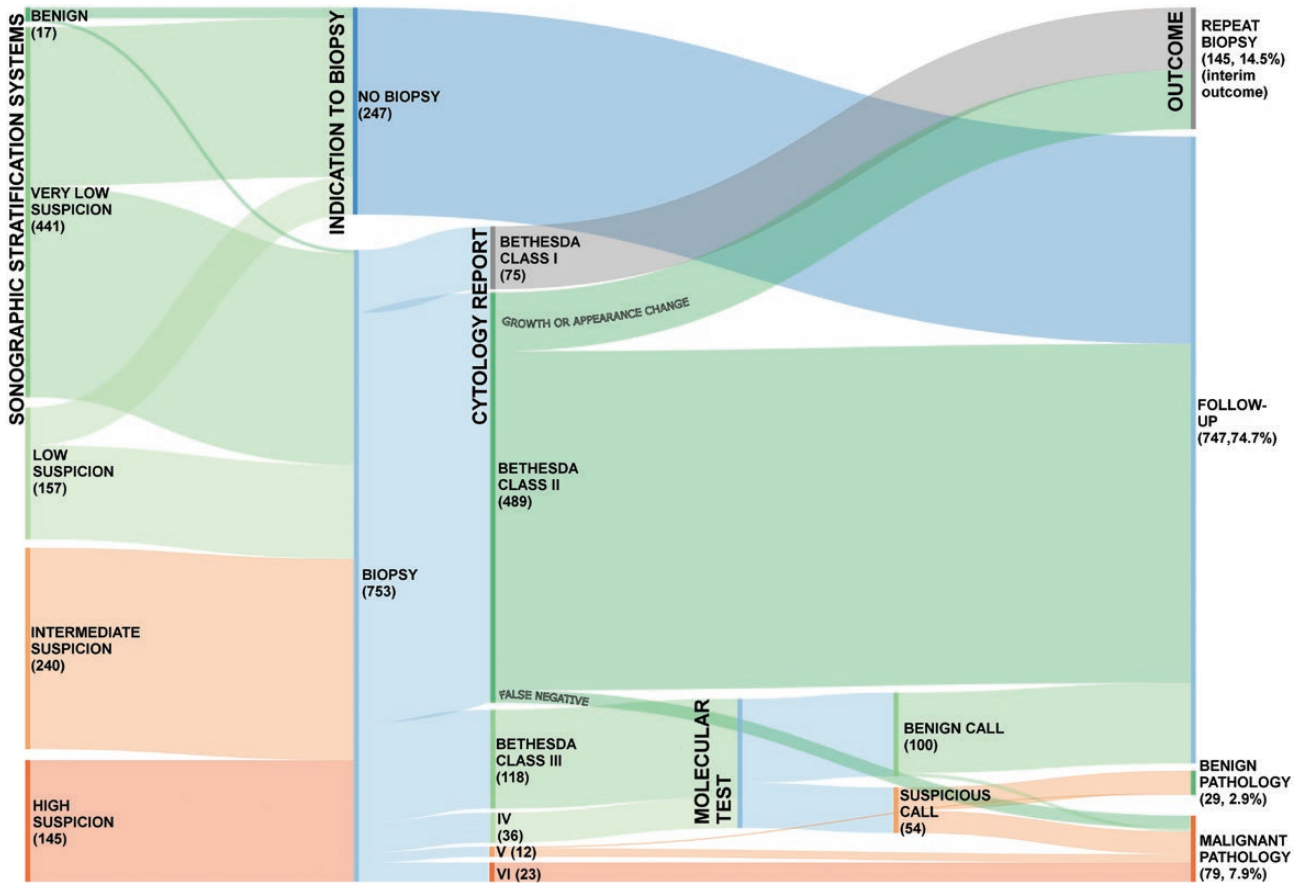 SONOGRAPHIC STRATIFICATION SYSTEMS
BENIGN
(17)
VERY LOW
SUSPICION
(441)
LOW
SUSPICION
(157)
INTERMEDIATE
SUSPICION
(240)
HIGH
SUSPICION
(145)
INDICATION TO BIOPSY
NO BIOPSY
(247)
BIOPSY
(753)
CYTOLOGY REPORT
BETHESDA
CLASS I
(75)
GROWTH OR APPEARANCE CHANGE
BETHESDA
CLASS II
(489)
FALSE NEGATIVE
BETHESDA
CLASS III
(118)
IV
(36)
V (12)
VI (23)
MOLECULAR
TEST
BENIGN CALL
(100)
SUSPICIOUS
CALL
(54)
OUTCOME
REPEAT
BIOPSY
(145, 14.5%)
(interim
outcome)
FOLLOW-
UP
(747,74.7%)
BENIGN
PATHOLOGY
(29, 2.9%)
MALIGNANT
PATHOLOGY
(79, 7.9%)